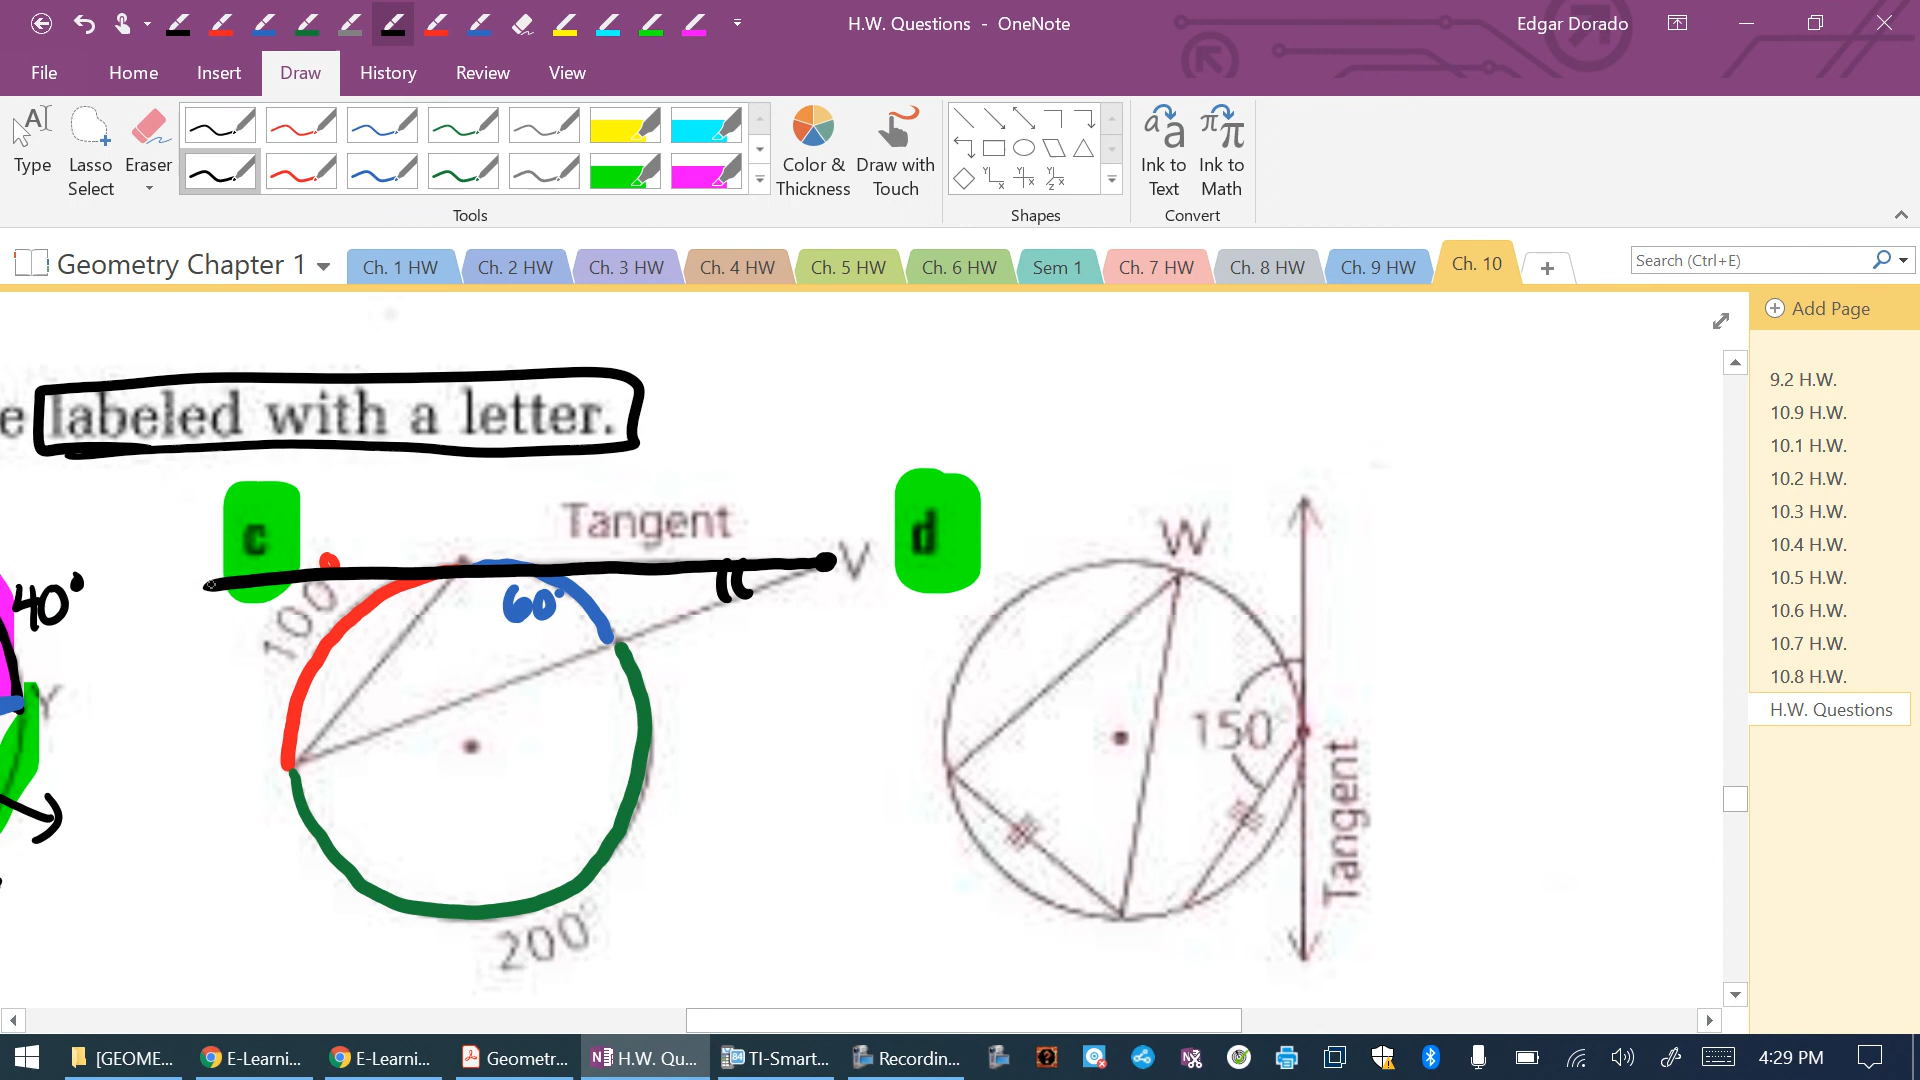 H.W. Questions - OneNote
Edgar Dorado
File Home Insert Draw History Review View
Type
Lasso Select
Eraser
Color & Thickness
Draw with Touch
Ink to Text
Ink to Math
Tools
Shapes
Convert
Geometry Chapter 1
Ch. 1 HW
Ch. 2 HW
Ch. 3 HW
Ch. 4 HW
Ch. 5 HW
Ch. 6 HW
Sem 1
Ch. 7 HW
Ch. 8 HW
Ch. 9 HW
Ch. 10
Search (Ctrl+E)
Add Page
9.2 H.W.
10.9 H.W.
10.1 H.W.
10.2 H.W.
10.3 H.W.
10.4 H.W.
10.5 H.W.
10.6 H.W.
10.7 H.W.
10.8 H.W.
H.W. Questions
e labeled with a letter.
c
Tangent
V
100°
60°
200°
40°
Y
d
W
150
Tangent
[GEOME...
E-Learni...
E-Learni...
Geometr...
H.W. Qu...
TI-Smart...
Recordin...
4:29 PM